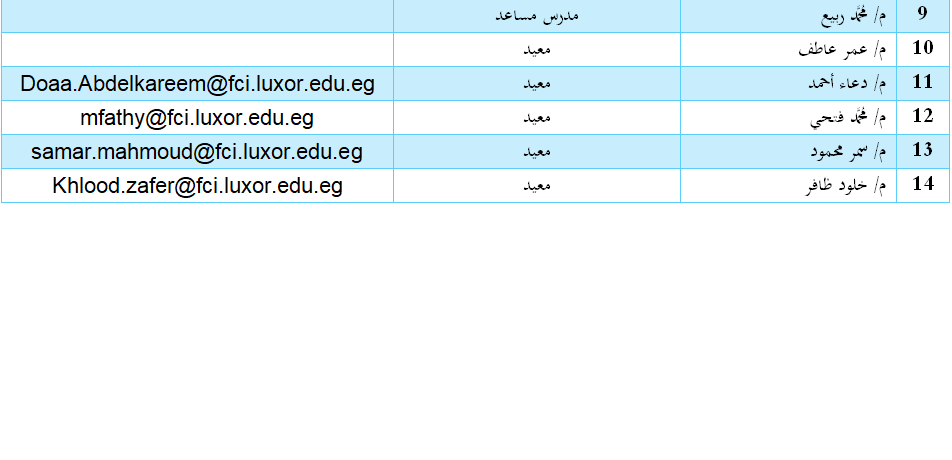 9 م/ محمد ربيع مدرس مساعد
10 م/ عمر عاطف معيد
11 م/ دعاء أحمد معيد Doaa.Abdelkareem@fci.luxor.edu.eg
12 م/ محمد فتحي معيد mfathy@fci.luxor.edu.eg
13 م/ سمر محمود معيد samar.mahmoud@fci.luxor.edu.eg
14 م/ خلود ظافر معيد Khlood.zafer@fci.luxor.edu.eg